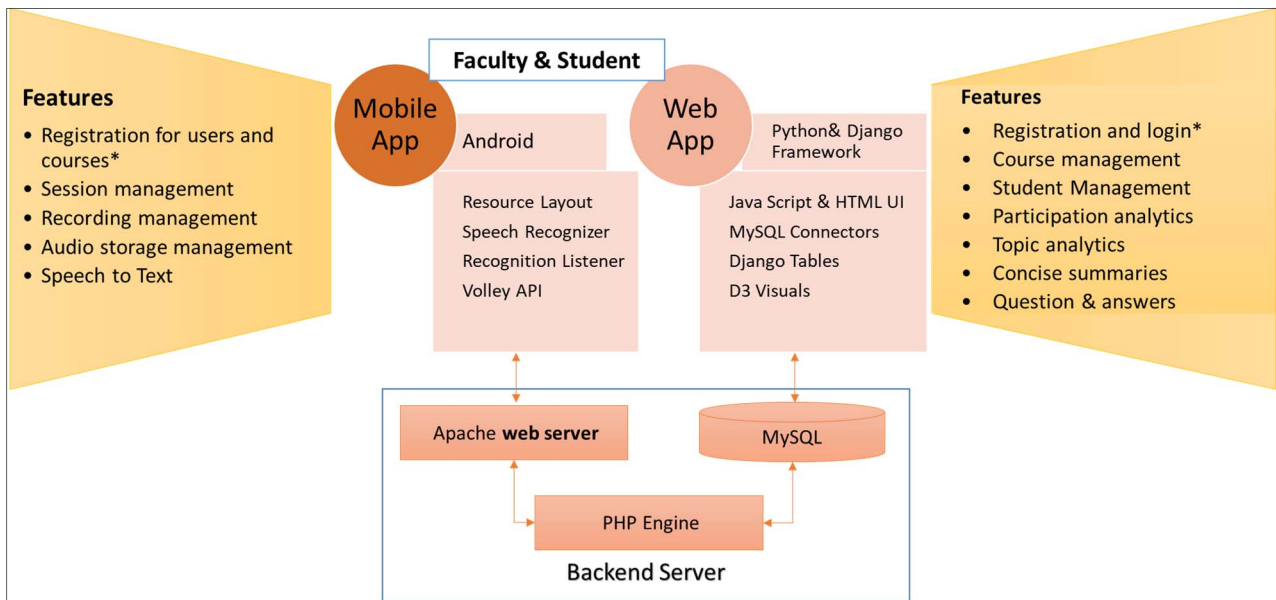 Faculty & Student
Features
• Registration for users and
courses*
• Session management
• Recording management
• Audio storage management
• Speech to Text
Mobile
App
Android
Resource Layout
Speech Recognizer
Recognition Listener
Volley API
Web
App
Python& Django
Framework
Java Script & HTML UI
MySQL Connectors
Django Tables
D3 Visuals
Features
• Registration and login*
• Course management
• Student Management
• Participation analytics
• Topic analytics
• Concise summaries
• Question & answers
Apache web server
MySQL
PHP Engine
Backend Server